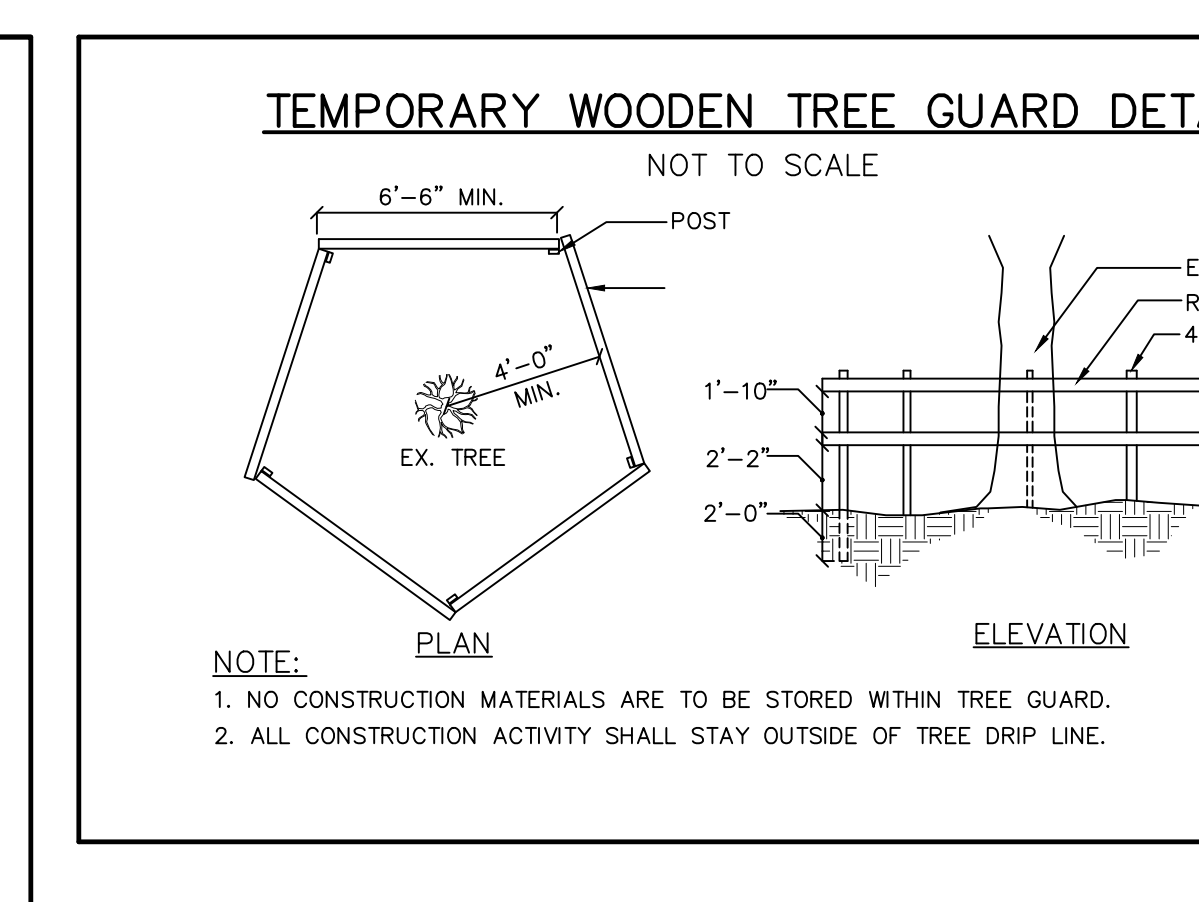 TEMPORARY WOODEN TREE GUARD
NOT TO SCALE
6'-6" MIN.
POST
4'-0"
MIN.
EX. TREE
PLAN
1'-10"
2'-2"
2'-0"
ELEVATION
NOTE:
1. NO CONSTRUCTION MATERIALS ARE TO BE STORED WITHIN TREE GUARD.
2. ALL CONSTRUCTION ACTIVITY SHALL STAY OUTSIDE OF TREE DRIP LINE.